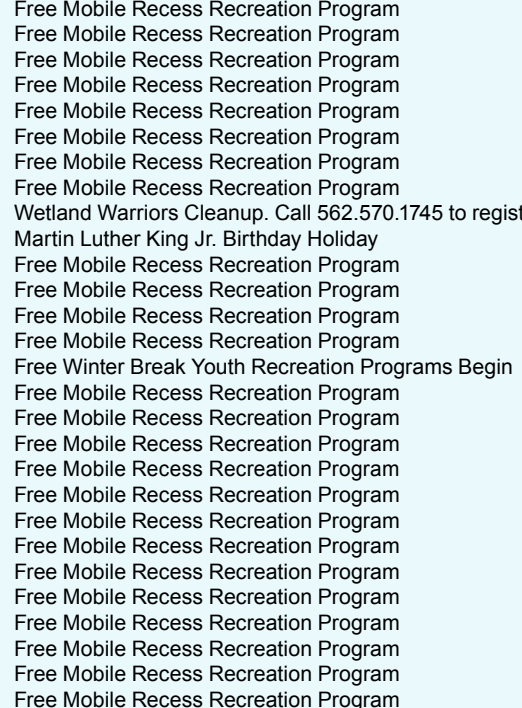 Free Mobile Recess Recreation Program
Free Mobile Recess Recreation Program
Free Mobile Recess Recreation Program
Free Mobile Recess Recreation Program
Free Mobile Recess Recreation Program
Free Mobile Recess Recreation Program
Free Mobile Recess Recreation Program
Free Mobile Recess Recreation Program
Wetland Warriors Cleanup. Call 562.570.1745 to regist
Martin Luther King Jr. Birthday Holiday
Free Mobile Recess Recreation Program
Free Mobile Recess Recreation Program
Free Mobile Recess Recreation Program
Free Mobile Recess Recreation Program
Free Winter Break Youth Recreation Programs Begin
Free Mobile Recess Recreation Program
Free Mobile Recess Recreation Program
Free Mobile Recess Recreation Program
Free Mobile Recess Recreation Program
Free Mobile Recess Recreation Program
Free Mobile Recess Recreation Program
Free Mobile Recess Recreation Program
Free Mobile Recess Recreation Program
Free Mobile Recess Recreation Program
Free Mobile Recess Recreation Program
Free Mobile Recess Recreation Program
Free Mobile Recess Recreation Program
Free Mobile Recess Recreation Program